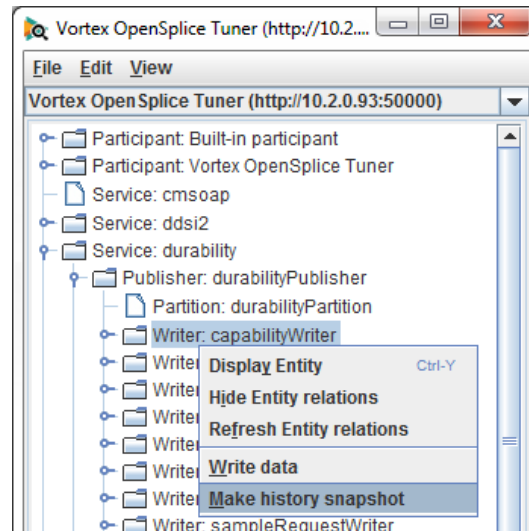 Vortex OpenSplice Tuner (http://10.2....
File Edit View
Vortex OpenSplice Tuner (http://10.2.0.93:50000)
Participant: Built-in participant
Participant: Vortex OpenSplice Tuner
Service: cmsoap
Service: ddsi2
Service: durability
Publisher: durabilityPublisher
Partition: durabilityPartition
Writer: capabilityWriter
Writer
Display Entity Ctrl-Y
Writer
Hide Entity relations
Writer
Refresh Entity relations
Writer
Writer
Write data
Writer
Make history snapshot
Writer: sampleRequestWriter